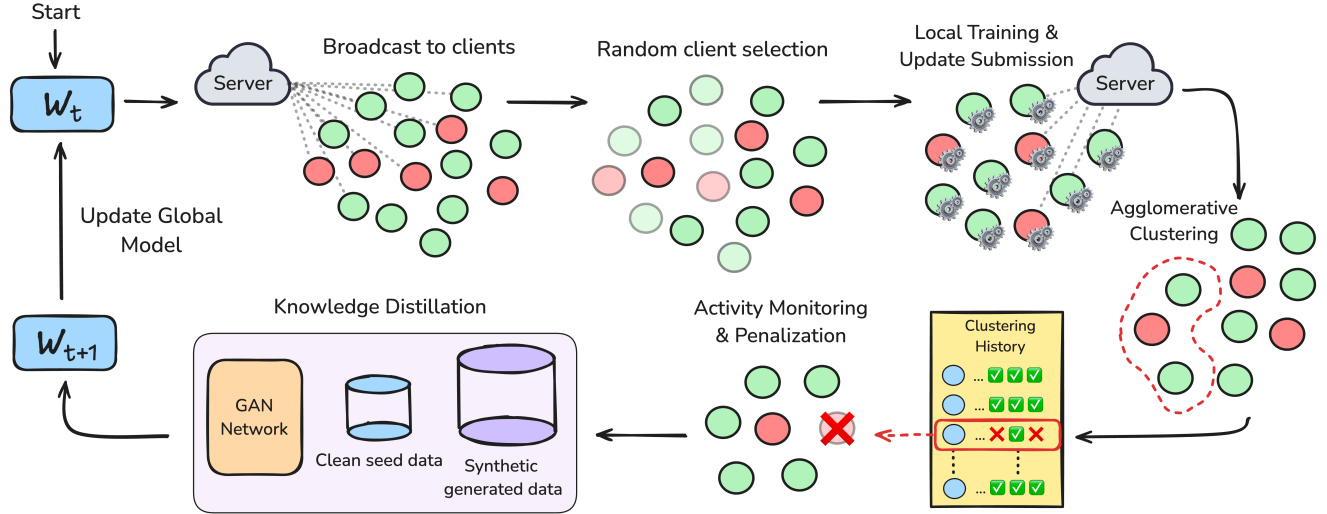 Start
W_t
Server
Broadcast to clients
Random client selection
Local Training &
Update Submission
Server
Agglomerative
Clustering
Clustering
History
...
...
...
...
Activity Monitoring
& Penalization
Knowledge Distillation
GAN
Network
Clean seed data
Synthetic
generated data
W_{t+1}
Update Global
Model